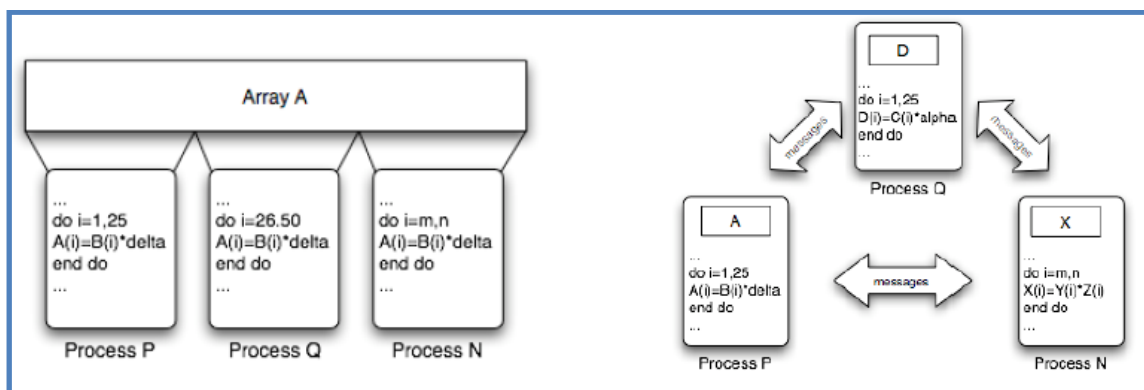 Array A
...
do i=1,25
A(i)=B(i)*delta
end do
...
Process P
...
do i=26.50
A(i)=B(i)*delta
end do
...
Process Q
...
do i=m,n
A(i)=B(i)*delta
end do
...
Process N
D
...
do i=1,25
D(i)=C(i)*alpha
end do
...
Process Q
messages
messages
A
...
do i=1,25
A(i)=B(i)*delta
end do
...
Process P
messages
X
...
do i=m,n
X(i)=Y(i)*Z(i)
end do
...
Process N